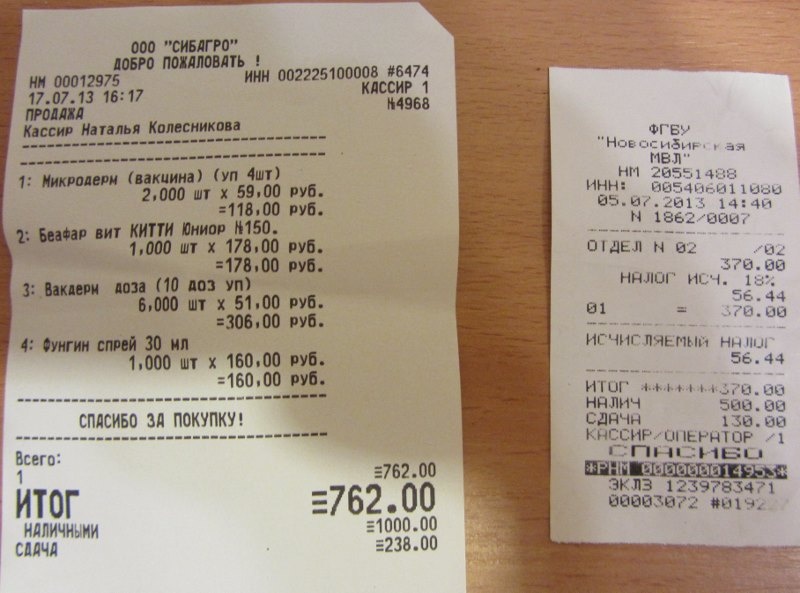 ООО "СИБАГРО"
ДОБРО ПОЖАЛОВАТЬ !
НМ 00012975 ИНН 002225100008 #6474
17.07.13 16:17 КАССИР 1
ПРОДАЖА №4968
Кассир Наталья Колесникова
1: Микродерм (вакцина) (уп 4шт)
2,000 шт x 59,00 руб.
=118,00 руб.
2: Беафар вит КИТТИ Юниор №150.
1,000 шт x 178,00 руб.
=178,00 руб.
3: Вакдерм доза (10 доз уп)
6,000 шт x 51,00 руб.
=306,00 руб.
4: Фунгин спрей 30 мл
1,000 шт x 160,00 руб.
=160,00 руб.
СПАСИБО ЗА ПОКУПКУ!
Всего:
1 ≡762.00
ИТОГ ≡762.00
НАЛИЧНЫМИ ≡1000.00
СДАЧА ≡238.00
ФГБУ
"Новосибирская
МВЛ"
НМ 20551488
ИНН: 005406011080
05.07.2013 14:40
N 1862/0007
ОТДЕЛ N 02 /02
370.00
НАЛОГ ИСЧ. 18%
56.44
01 = 370.00
ИСЧИСЛЯЕМЫЙ НАЛОГ
56.44
ИТОГ *******370.00
НАЛИЧ 500.00
СДАЧА 130.00
КАССИР/ОПЕРАТОР /1
СПАСИБО
*РНМ 000000014953*
ЭКЛЗ 1239783471
00003072